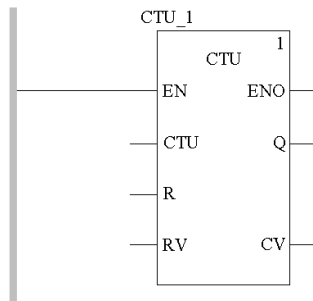 CTU_1
1
CTU
EN ENO
CTU Q
R
RV CV